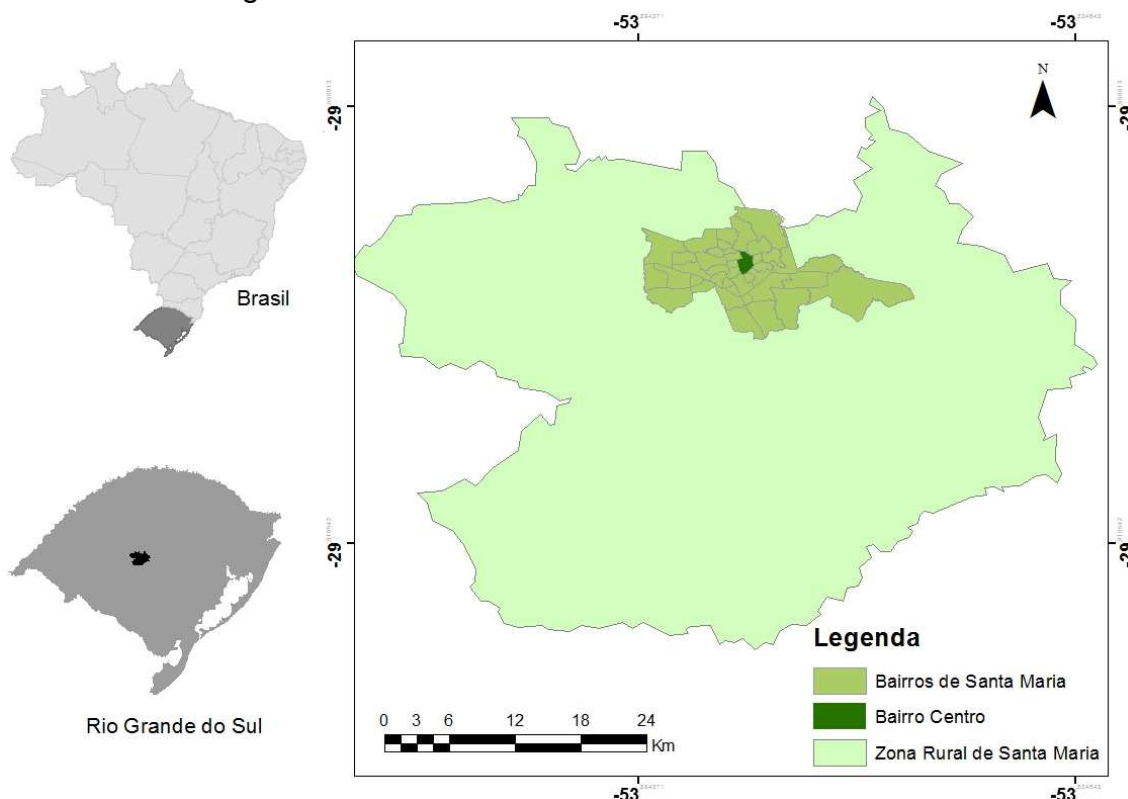 -53
-53
-29
-29
N
Brasil
Rio Grande do Sul
-29
-29
Legenda
Bairros de Santa Maria
Bairro Centro
Zona Rural de Santa Maria
0 3 6 12 18 24
Km
-53
-53